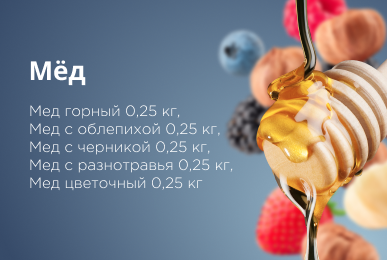 Мёд
Мед горный 0,25 кг,
Мед с облепихой 0,25 кг,
Мед с черникой 0,25 кг,
Мед с разнотравья 0,25 кг,
Мед цветочный 0,25 кг